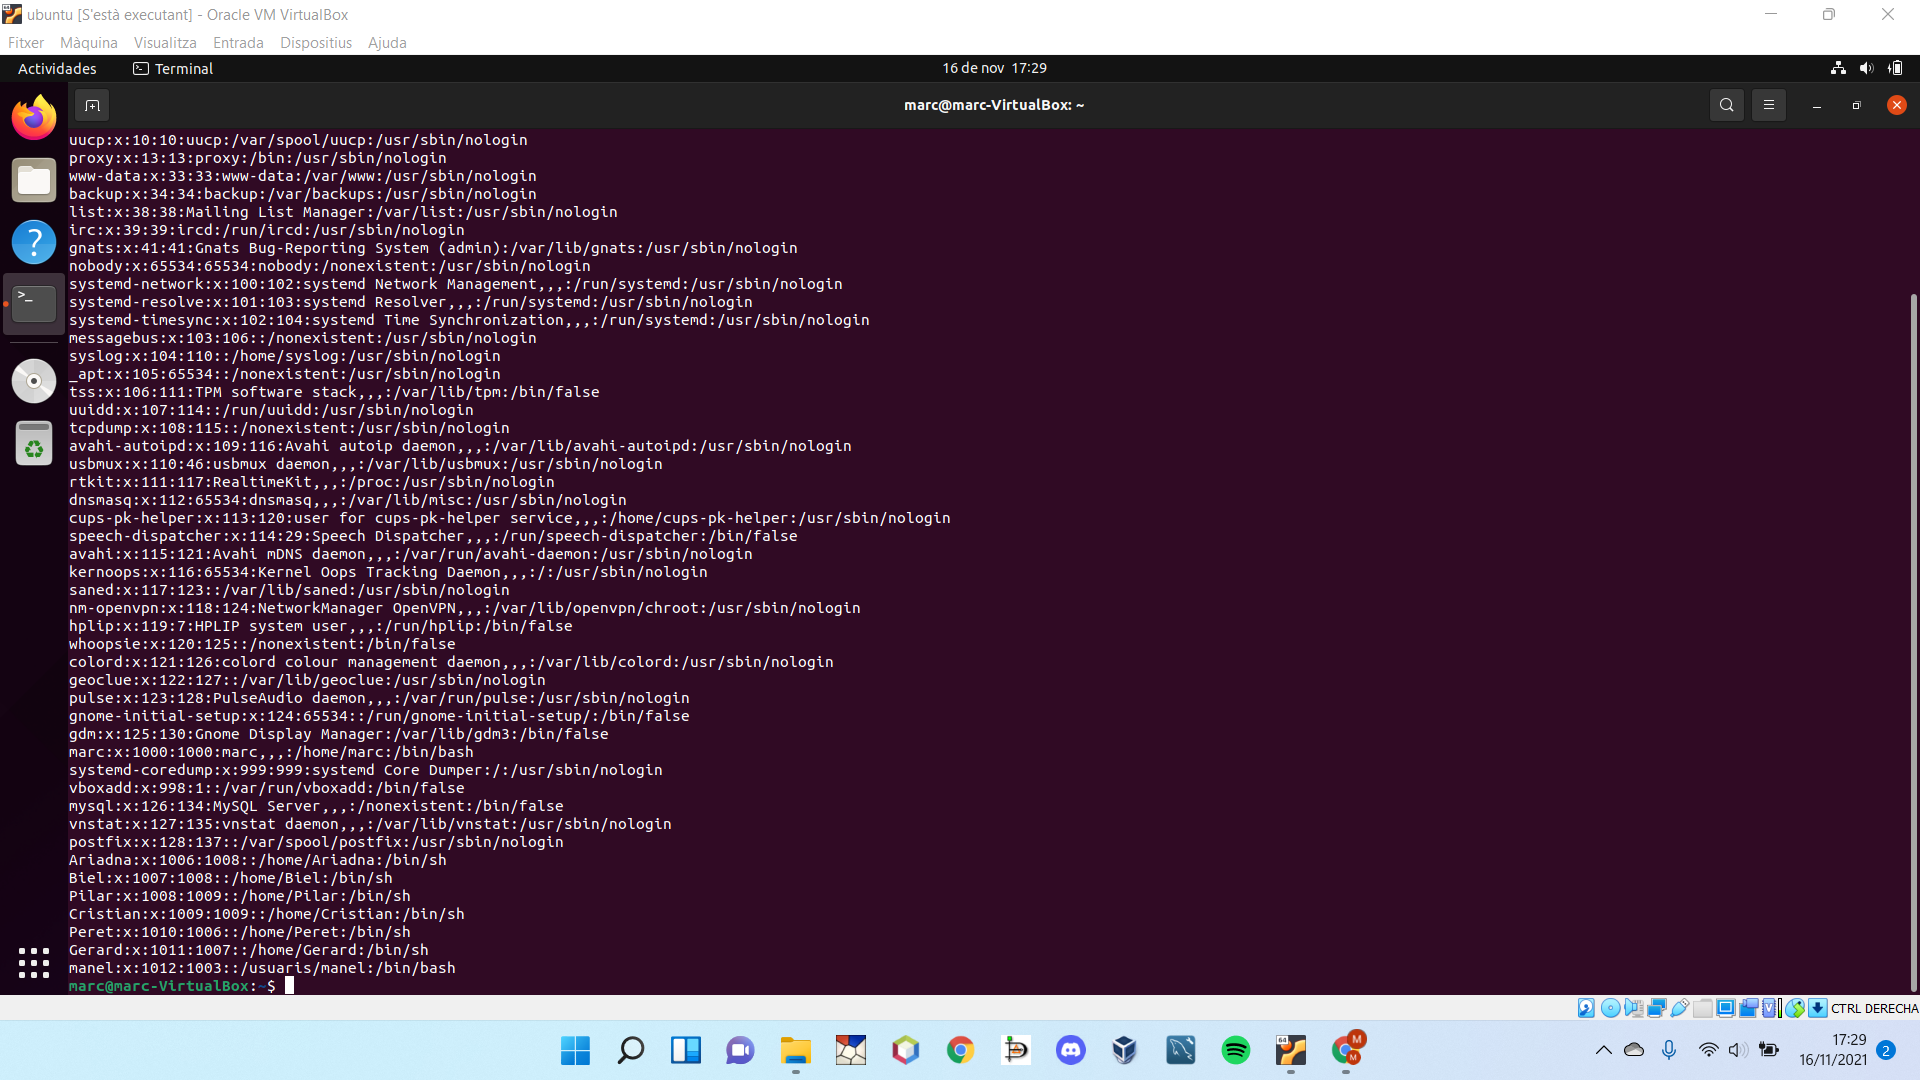 ubuntu [S'està executant] - Oracle VM VirtualBox
Fitxer Màquina Visualitza Entrada Dispositius Ajuda
Actividades Terminal 16 de nov 17:29
marc@marc-VirtualBox: ~
uucp:x:10:10:uucp:/var/spool/uucp:/usr/sbin/nologin
proxy:x:13:13:proxy:/bin:/usr/sbin/nologin
www-data:x:33:33:www-data:/var/www:/usr/sbin/nologin
backup:x:34:34:backup:/var/backups:/usr/sbin/nologin
list:x:38:38:Mailing List Manager:/var/list:/usr/sbin/nologin
irc:x:39:39:ircd:/run/ircd:/usr/sbin/nologin
gnats:x:41:41:Gnats Bug-Reporting System (admin):/var/lib/gnats:/usr/sbin/nologin
nobody:x:65534:65534:nobody:/nonexistent:/usr/sbin/nologin
systemd-network:x:100:102:systemd Network Management,,,:/run/systemd:/usr/sbin/nologin
systemd-resolve:x:101:103:systemd Resolver,,,:/run/systemd:/usr/sbin/nologin
systemd-timesync:x:102:104:systemd Time Synchronization,,,:/run/systemd:/usr/sbin/nologin
messagebus:x:103:106::/nonexistent:/usr/sbin/nologin
syslog:x:104:110::/home/syslog:/usr/sbin/nologin
_apt:x:105:65534::/nonexistent:/usr/sbin/nologin
tss:x:106:111:TPM software stack,,,:/var/lib/tpm:/bin/false
uuidd:x:107:114::/run/uuidd:/usr/sbin/nologin
tcpdump:x:108:115::/nonexistent:/usr/sbin/nologin
avahi-autoipd:x:109:116:Avahi autoip daemon,,,:/var/lib/avahi-autoipd:/usr/sbin/nologin
usbmux:x:110:46:usbmux daemon,,,:/var/lib/usbmux:/usr/sbin/nologin
rtkit:x:111:117:RealtimeKit,,,:/proc:/usr/sbin/nologin
dnsmasq:x:112:65534:dnsmasq,,,:/var/lib/misc:/usr/sbin/nologin
cups-pk-helper:x:113:120:user for cups-pk-helper service,,,:/home/cups-pk-helper:/usr/sbin/nologin
speech-dispatcher:x:114:29:Speech Dispatcher,,,:/run/speech-dispatcher:/bin/false
avahi:x:115:121:Avahi mDNS daemon,,,:/var/run/avahi-daemon:/usr/sbin/nologin
kernoops:x:116:65534:Kernel Oops Tracking Daemon,,,:/:/usr/sbin/nologin
saned:x:117:123::/var/lib/saned:/usr/sbin/nologin
nm-openvpn:x:118:124:NetworkManager OpenVPN,,,:/var/lib/openvpn/chroot:/usr/sbin/nologin
hplip:x:119:7:HPLIP system user,,,:/run/hplip:/bin/false
whoopsie:x:120:125::/nonexistent:/bin/false
colord:x:121:126:colord colour management daemon,,,:/var/lib/colord:/usr/sbin/nologin
geoclue:x:122:127::/var/lib/geoclue:/usr/sbin/nologin
pulse:x:123:128:PulseAudio daemon,,,:/var/run/pulse:/usr/sbin/nologin
gnome-initial-setup:x:124:65534::/run/gnome-initial-setup/:/bin/false
gdm:x:125:130:Gnome Display Manager:/var/lib/gdm3:/bin/false
marc:x:1000:1000:marc,,,:/home/marc:/bin/bash
systemd-coredump:x:999:999:systemd Core Dumper:/:/usr/sbin/nologin
vboxadd:x:998:1::/var/run/vboxadd:/bin/false
mysql:x:126:134:MySQL Server,,,:/nonexistent:/bin/false
vnstat:x:127:135:vnstat daemon,,,:/var/lib/vnstat:/usr/sbin/nologin
postfix:x:128:137::/var/spool/postfix:/usr/sbin/nologin
Ariadna:x:1006:1008::/home/Ariadna:/bin/sh
Biel:x:1007:1008::/home/Biel:/bin/sh
Pilar:x:1008:1009::/home/Pilar:/bin/sh
Cristian:x:1009:1009::/home/Cristian:/bin/sh
Peret:x:1010:1006::/home/Peret:/bin/sh
Gerard:x:1011:1007::/home/Gerard:/bin/sh
manel:x:1012:1003::/usuaris/manel:/bin/bash
marc@marc-VirtualBox:~$
CTRL DERECHA
17:29
16/11/2021
2